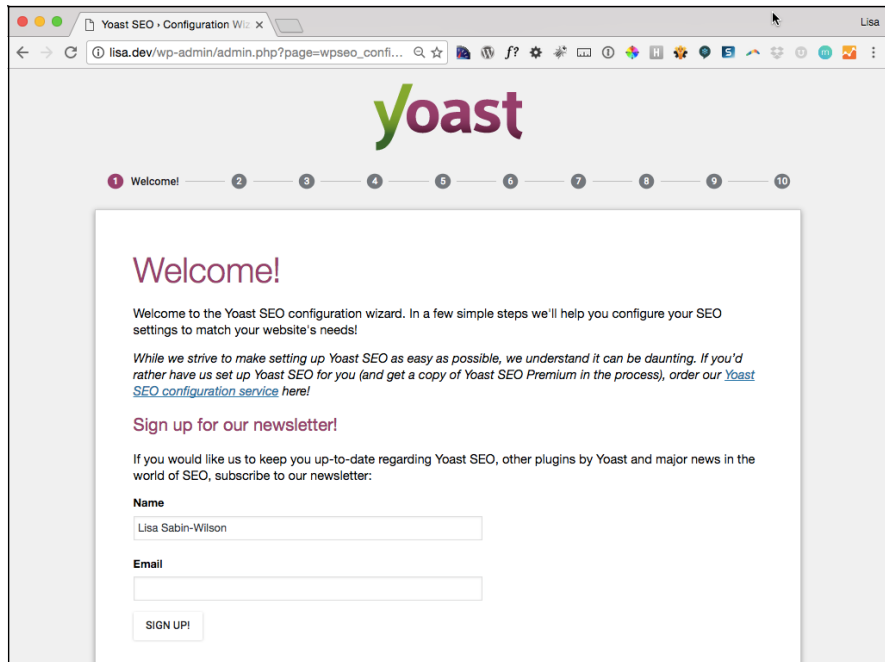 Yoast SEO › Configuration Wiz
Lisa
lisa.dev/wp-admin/admin.php?page=wpseo_confi...
f?
H
S
m
yoast
1 Welcome! 2 3 4 5 6 7 8 9 10
Welcome!
Welcome to the Yoast SEO configuration wizard. In a few simple steps we'll help you configure your SEO
settings to match your website's needs!
While we strive to make setting up Yoast SEO as easy as possible, we understand it can be daunting. If you'd
rather have us set up Yoast SEO for you (and get a copy of Yoast SEO Premium in the process), order our Yoast
SEO configuration service here!
Sign up for our newsletter!
If you would like us to keep you up-to-date regarding Yoast SEO, other plugins by Yoast and major news in the
world of SEO, subscribe to our newsletter:
Name
Lisa Sabin-Wilson
Email
SIGN UP!